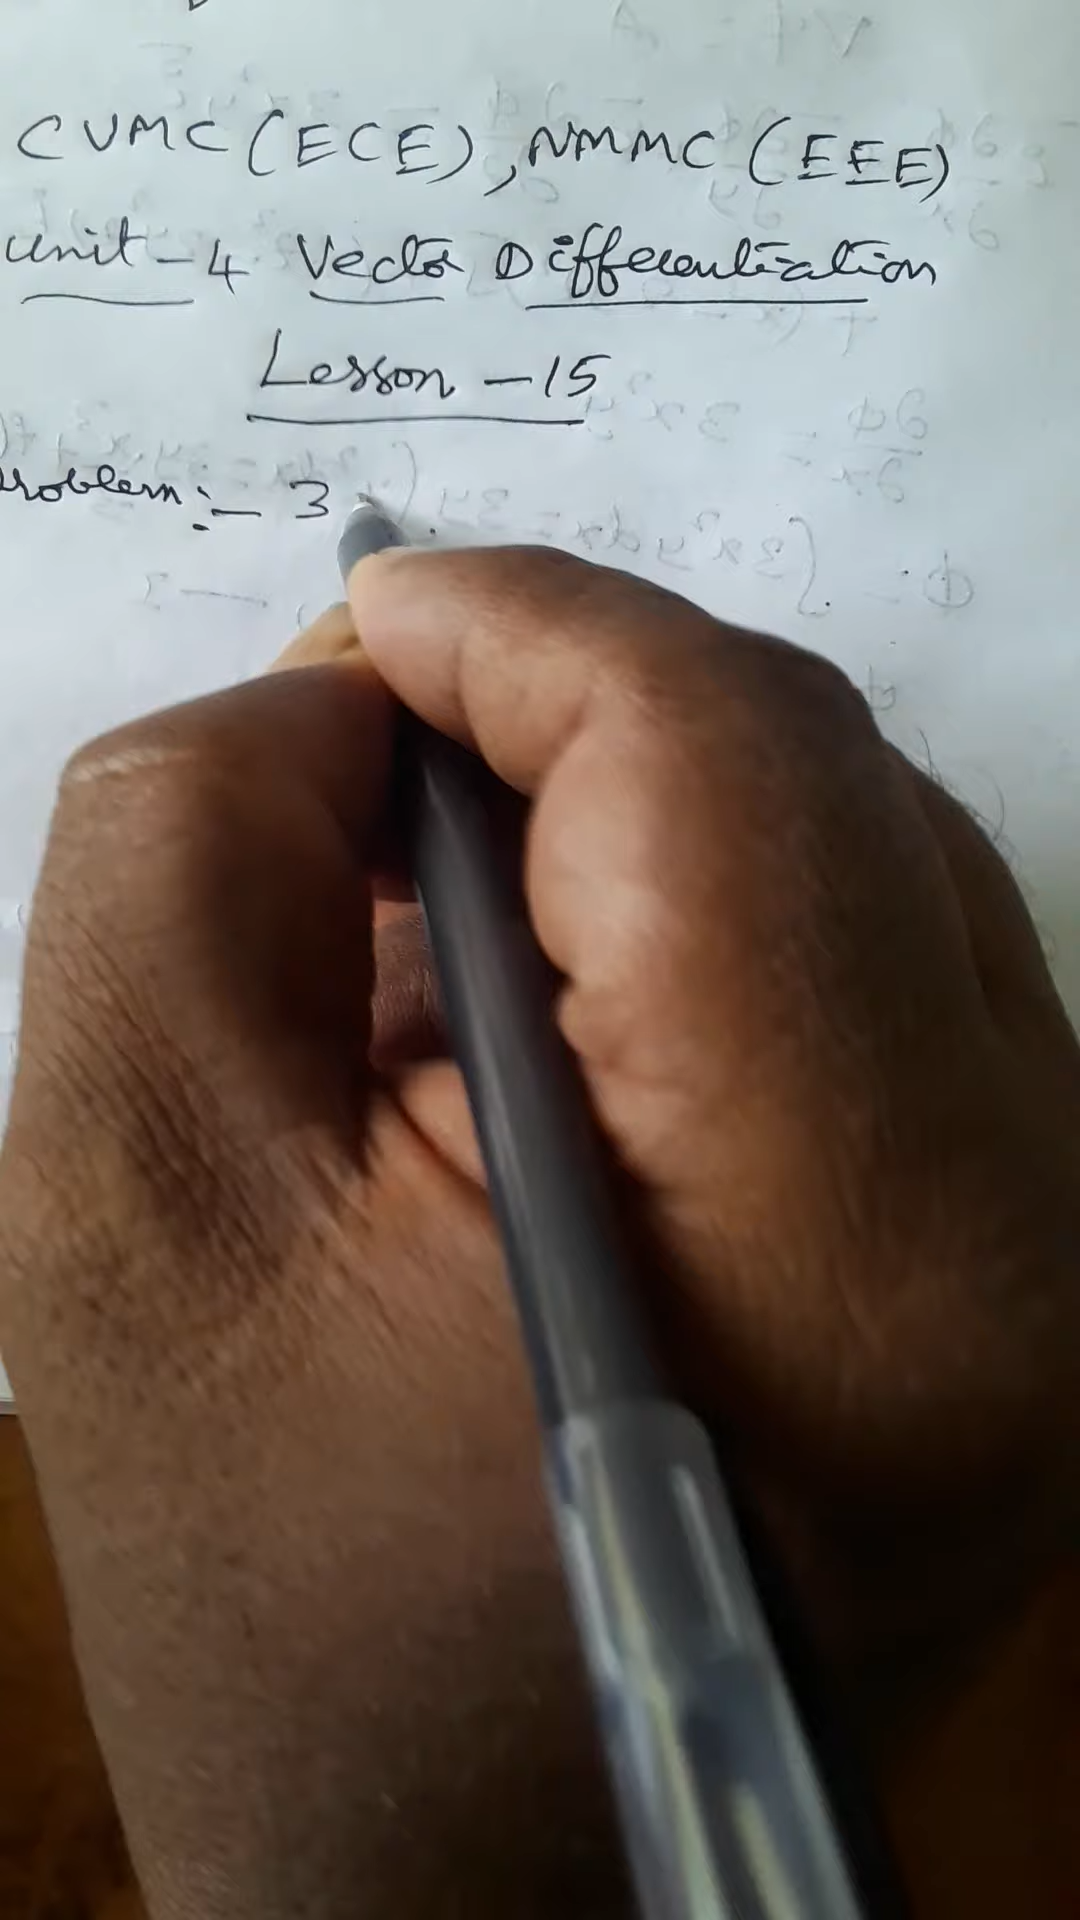 CVMC (ECE), NMMC (EEE)
unit - 4 Vector Differentiation
Lesson - 15
Problem :- 3